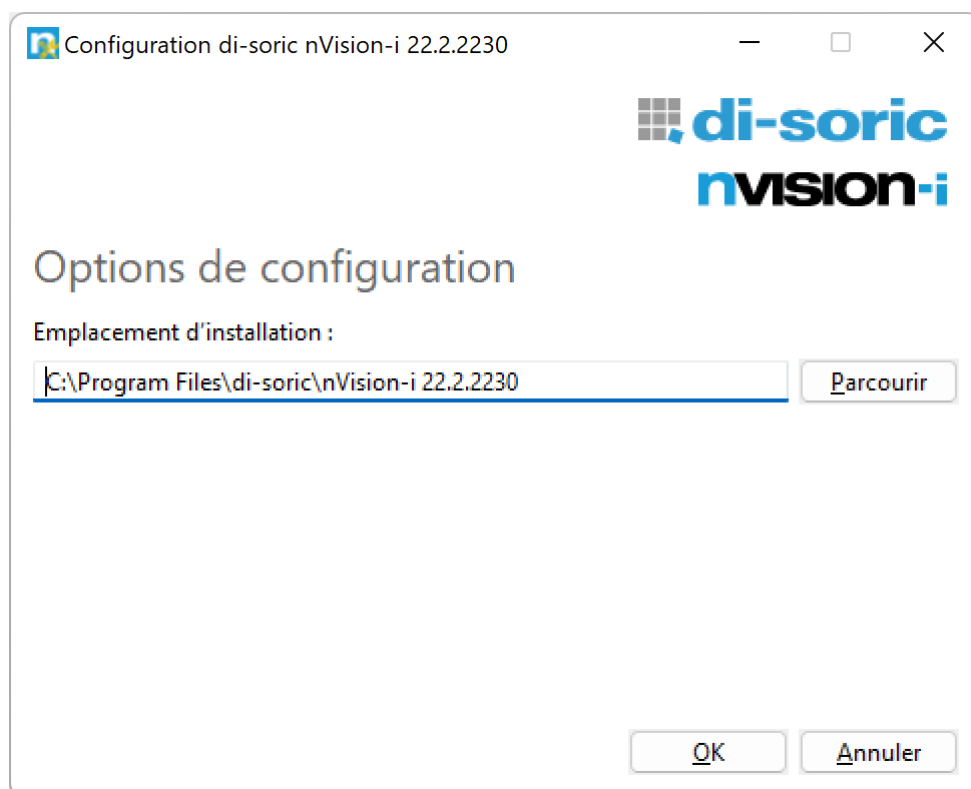 Configuration di-soric nVision-i 22.2.2230
di-soric
nvision-i
Options de configuration
Emplacement d'installation :
C:\Program Files\di-soric\nVision-i 22.2.2230
Parcourir
OK
Annuler